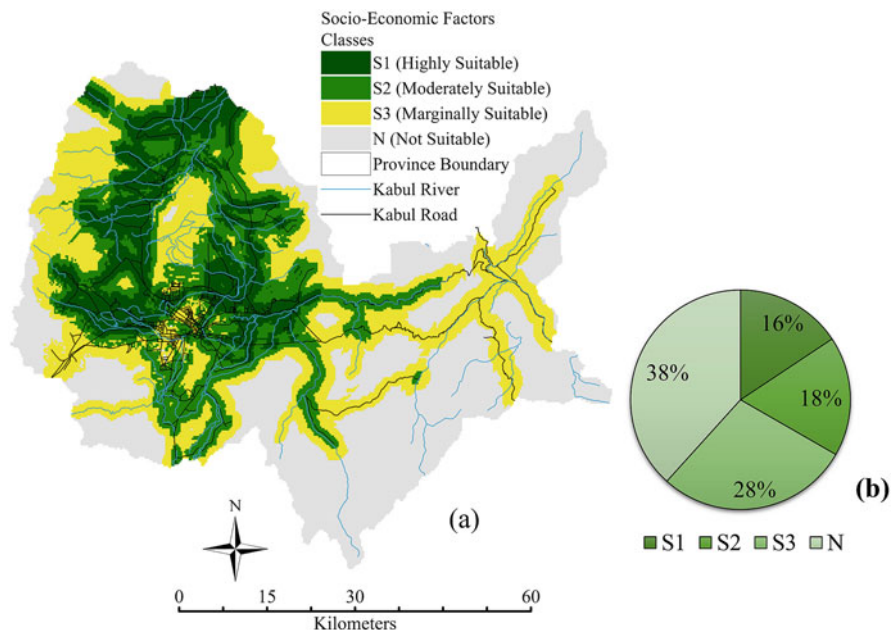 Socio-Economic Factors
Classes
S1 (Highly Suitable)
S2 (Moderately Suitable)
S3 (Marginally Suitable)
N (Not Suitable)
Province Boundary
Kabul River
Kabul Road
16%
38%
18%
28%
(b)
(a)
S1 S2 S3 N
N
0 15 30 60
Kilometers